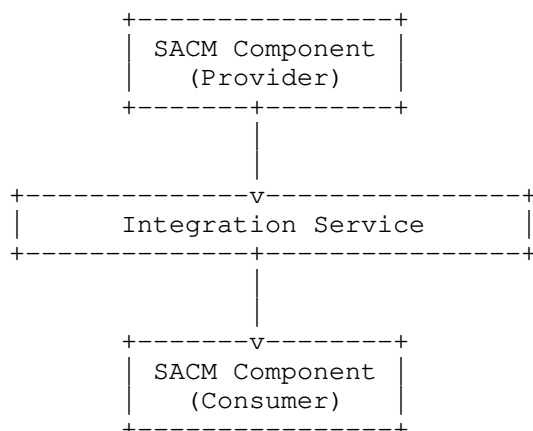 SACM Component
(Provider)
Integration Service
SACM Component
(Consumer)